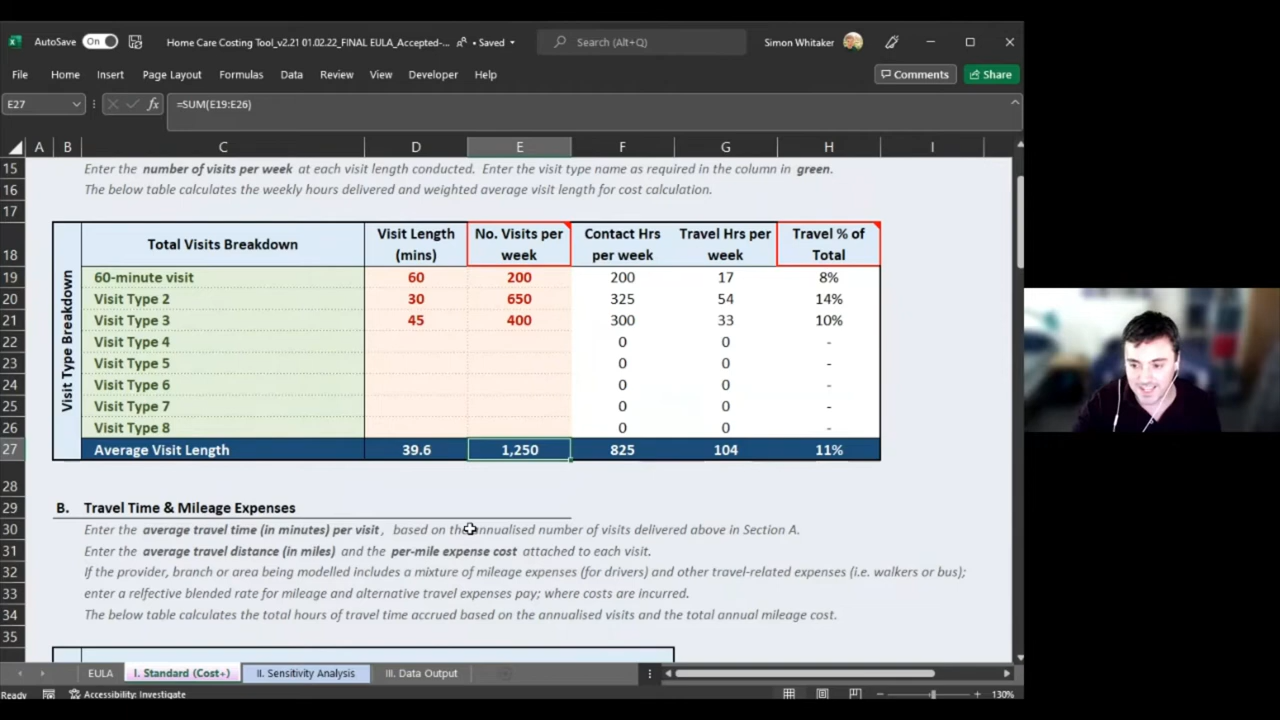 AutoSave On Home Care Costing Tool_v2.21 01.02.22_FINAL EULA_Accepted-... • Saved Search (Alt+Q) Simon Whitaker
File Home Insert Page Layout Formulas Data Review View Developer Help Comments Share
E27 fx =SUM(E19:E26)
A B C D E F G H I
15 Enter the number of visits per week at each visit length conducted. Enter the visit type name as required in the column in green.
16 The below table calculates the weekly hours delivered and weighted average visit length for cost calculation.
17
18 Total Visits Breakdown Visit Length (mins) No. Visits per week Contact Hrs per week Travel Hrs per week Travel % of Total
Visit Type Breakdown
19 60-minute visit 60 200 200 17 8%
20 Visit Type 2 30 650 325 54 14%
21 Visit Type 3 45 400 300 33 10%
22 Visit Type 4 0 0 -
23 Visit Type 5 0 0 -
24 Visit Type 6 0 0 -
25 Visit Type 7 0 0 -
26 Visit Type 8 0 0 -
27 Average Visit Length 39.6 1,250 825 104 11%
28
29 B. Travel Time & Mileage Expenses
30 Enter the average travel time (in minutes) per visit, based on the annualised number of visits delivered above in Section A.
31 Enter the average travel distance (in miles) and the per-mile expense cost attached to each visit.
32 If the provider, branch or area being modelled includes a mixture of mileage expenses (for drivers) and other travel-related expenses (i.e. walkers or bus);
33 enter a relfective blended rate for mileage and alternative travel expenses pay; where costs are incurred.
34 The below table calculates the total hours of travel time accrued based on the annualised visits and the total annual mileage cost.
35
EULA I. Standard (Cost+) II. Sensitivity Analysis III. Data Output
Ready Accessibility: Investigate 130%